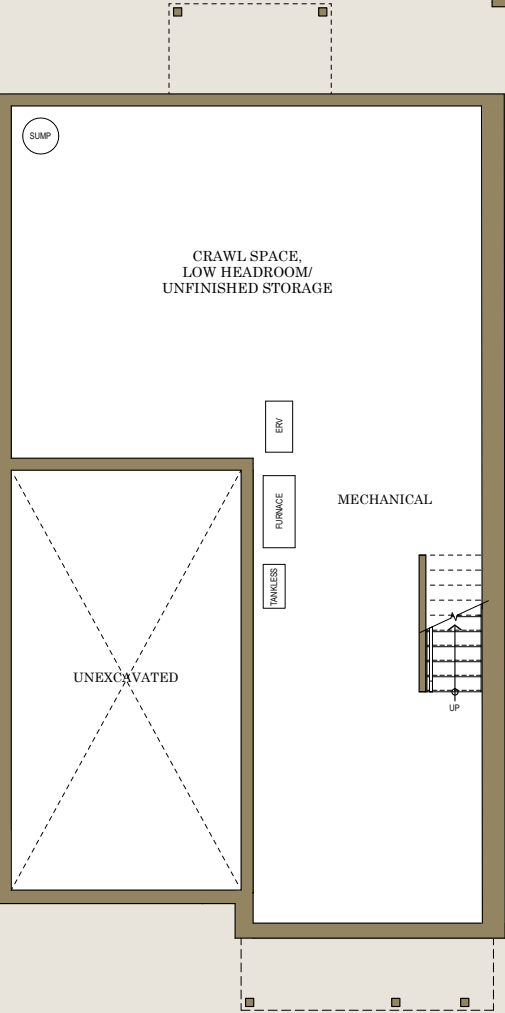 SUMP
CRAWL SPACE,
LOW HEADROOM/
UNFINISHED STORAGE
ERV
FURNACE
MECHANICAL
TANKLESS
UNEXCAVATED
UP